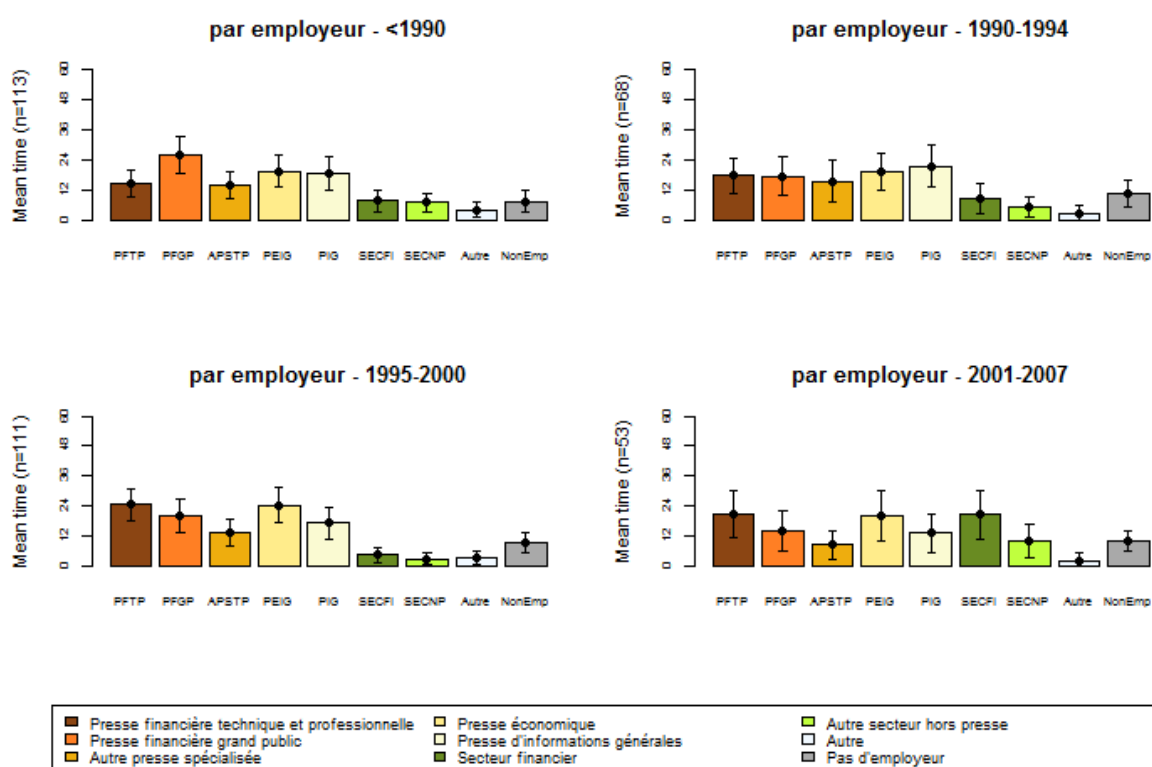 par employeur - <1990
Mean time (n=113)
60
48
36
24
12
0
PFTP PFGP APSTP PEIG PIG SECFI SECNP Autre NonEmp
par employeur - 1990-1994
Mean time (n=68)
60
48
36
24
12
0
PFTP PFGP APSTP PEIG PIG SECFI SECNP Autre NonEmp
par employeur - 1995-2000
Mean time (n=111)
60
48
36
24
12
0
PFTP PFGP APSTP PEIG PIG SECFI SECNP Autre NonEmp
par employeur - 2001-2007
Mean time (n=53)
60
48
36
24
12
0
PFTP PFGP APSTP PEIG PIG SECFI SECNP Autre NonEmp
Presse financière technique et professionnelle
Presse financière grand public
Autre presse spécialisée
Presse économique
Presse d'informations générales
Secteur financier
Autre secteur hors presse
Autre
Pas d'employeur